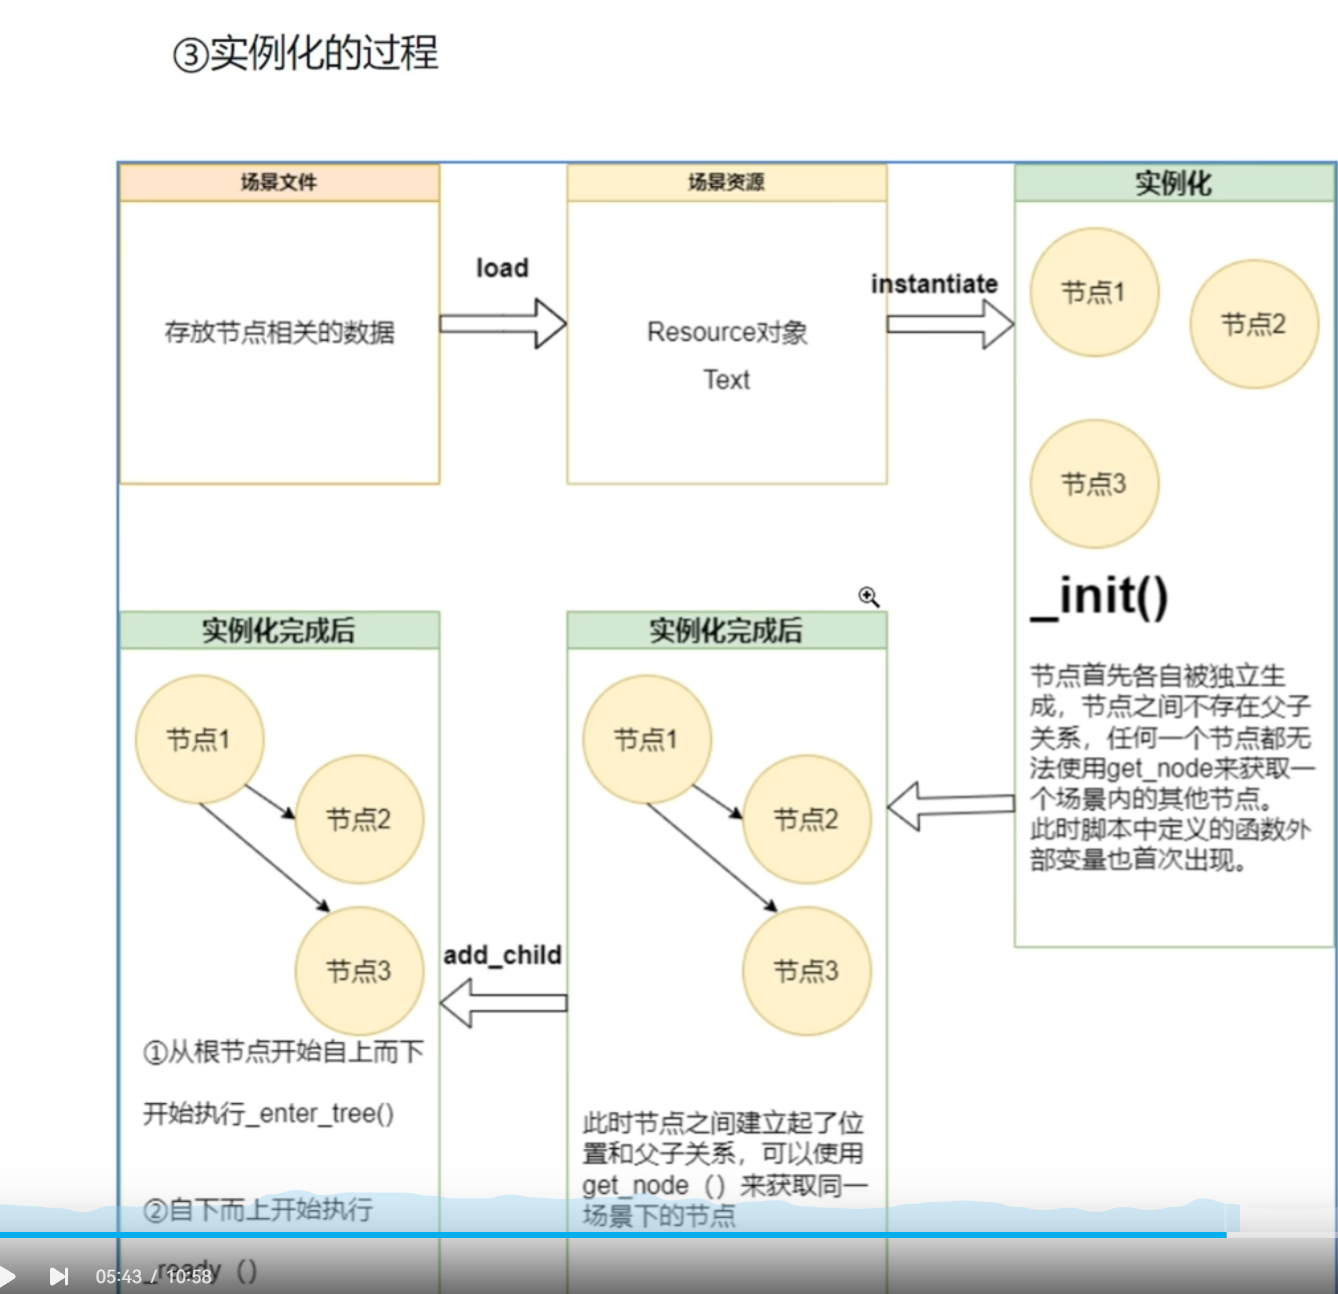 ③实例化的过程
场景文件
存放节点相关的数据
load
场景资源
Resource对象
Text
instantiate
实例化
节点1
节点2
节点3
_init()
节点首先各自被独立生
成，节点之间不存在父子
关系，任何一个节点都无
法使用get_node来获取一
个场景内的其他节点。
此时脚本中定义的函数外
部变量也首次出现。
实例化完成后
节点1
节点2
节点3
此时节点之间建立起了位
置和父子关系，可以使用
get_node（）来获取同一
场景下的节点
add_child
实例化完成后
节点1
节点2
节点3
①从根节点开始自上而下
开始执行_enter_tree()
②自下而上开始执行
_ready（）
05:43 / 10:58